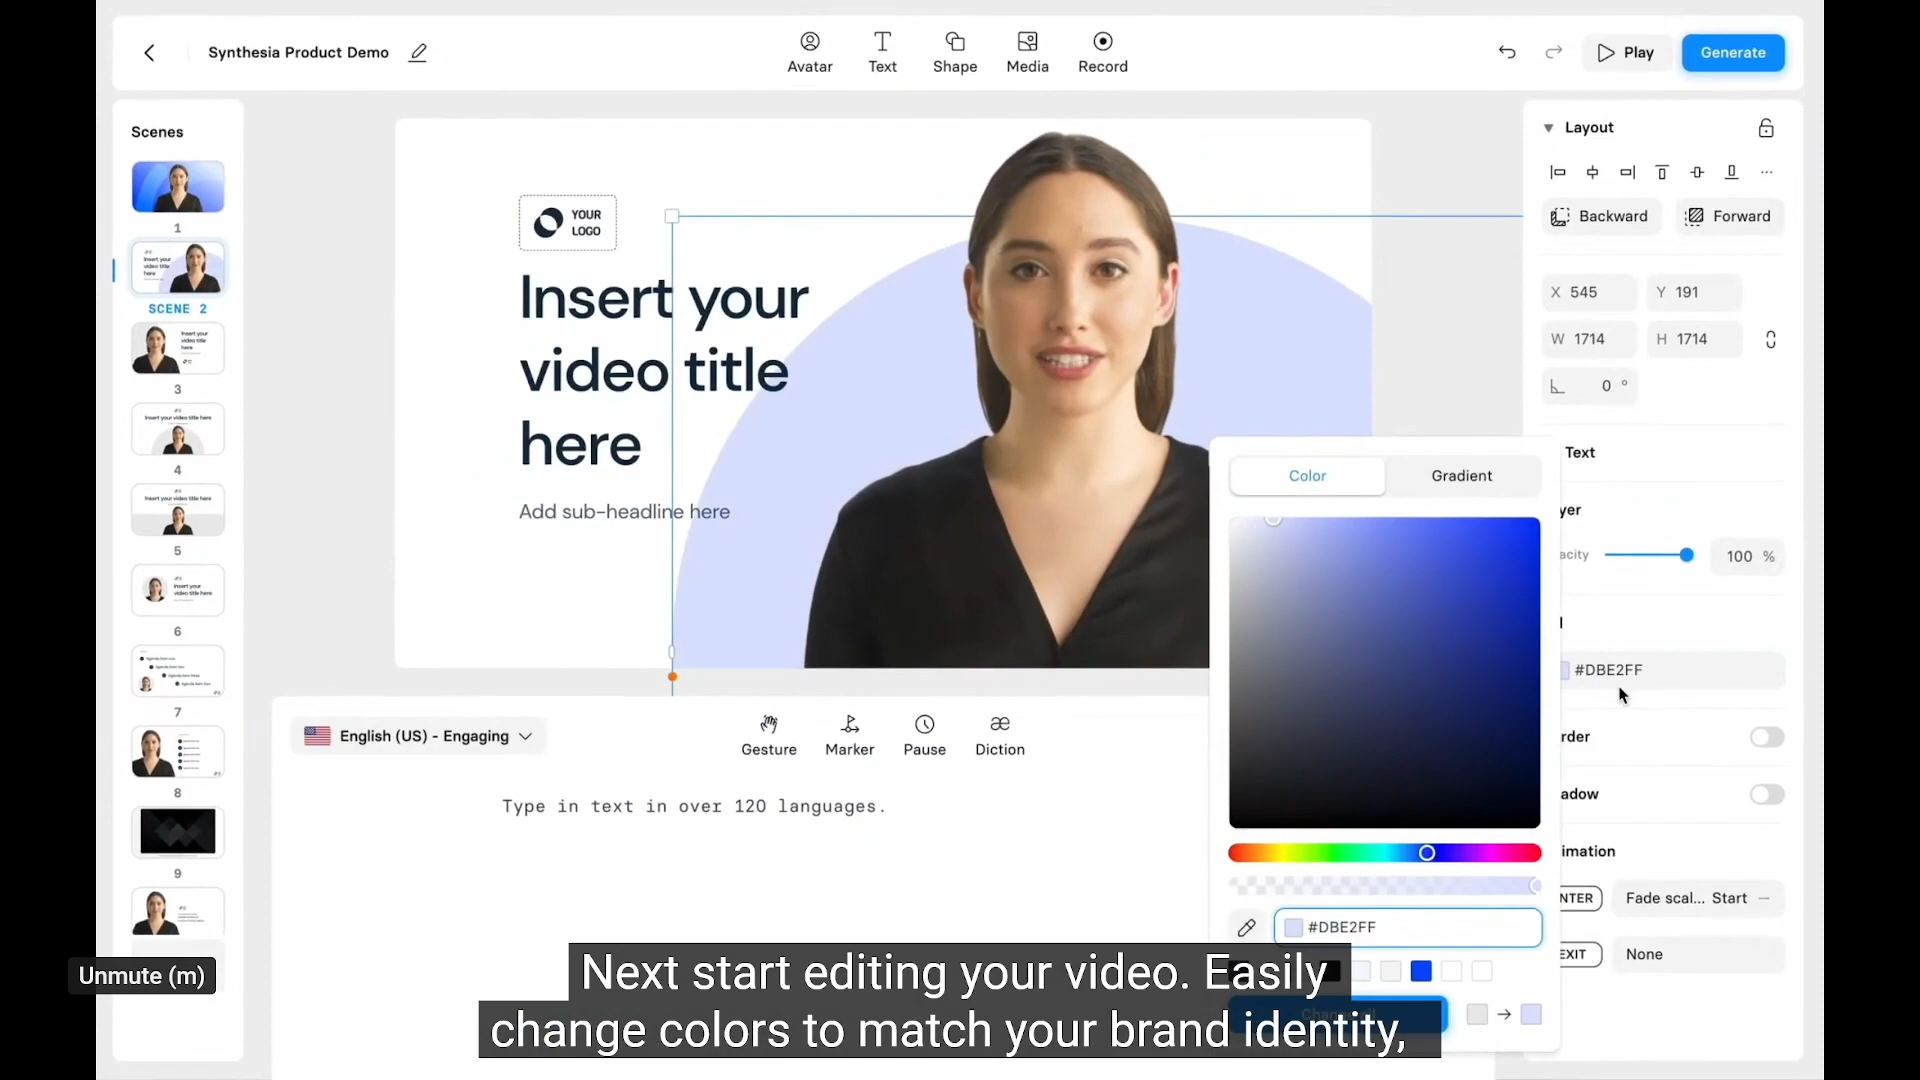 Synthesia Product Demo
Avatar
Text
Shape
Media
Record
Play
Generate
Scenes
1
SCENE 2
3
4
5
6
7
8
9
YOUR
LOGO
Insert your
video title
here
Add sub-headline here
Layout
Backward
Forward
X 545
Y 191
W 1714
H 1714
0 °
Text
yer
acity
100 %
#DBE2FF
rder
adow
imation
NTER
Fade scal... Start
EXIT
None
Color
Gradient
#DBE2FF
English (US) - Engaging
Gesture
Marker
Pause
Diction
Type in text in over 120 languages.
Unmute (m)
Next start editing your video. Easily
change colors to match your brand identity,